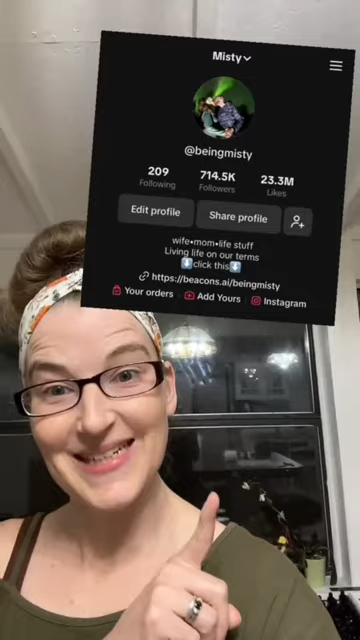 Misty
@beingmisty
209 714.5K 23.3M
Following Followers Likes
Edit profile Share profile
wife•mom•life stuff
Living life on our terms
⬇️click this⬇️
https://beacons.ai/beingmisty
Your orders Add Yours Instagram